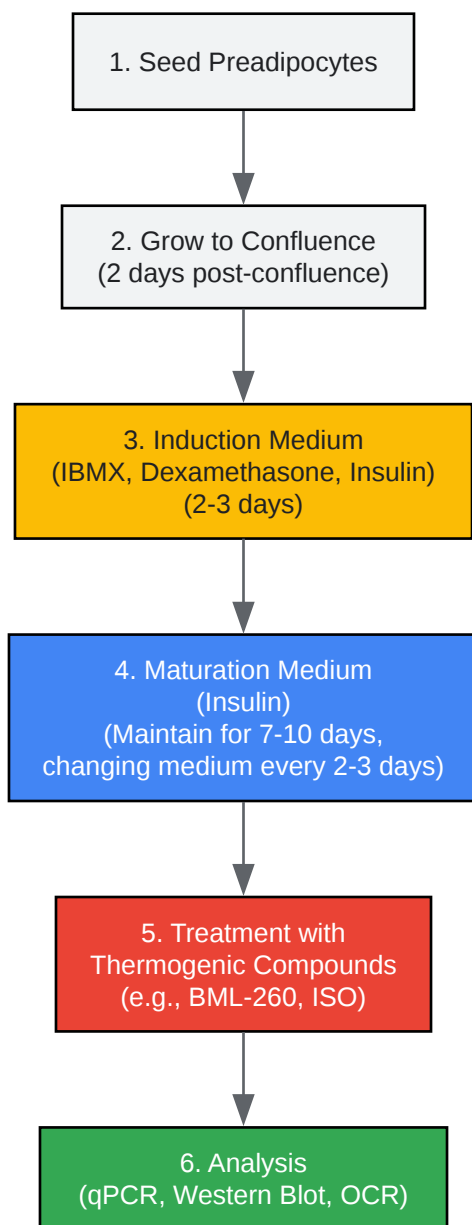 1. Seed Preadipocytes
2. Grow to Confluence
(2 days post-confluence)
3. Induction Medium
(IBMX, Dexamethasone, Insulin)
(2-3 days)
4. Maturation Medium
(Insulin)
(Maintain for 7-10 days,
changing medium every 2-3 days)
5. Treatment with
Thermogenic Compounds
(e.g., BML-260, ISO)
6. Analysis
(qPCR, Western Blot, OCR)